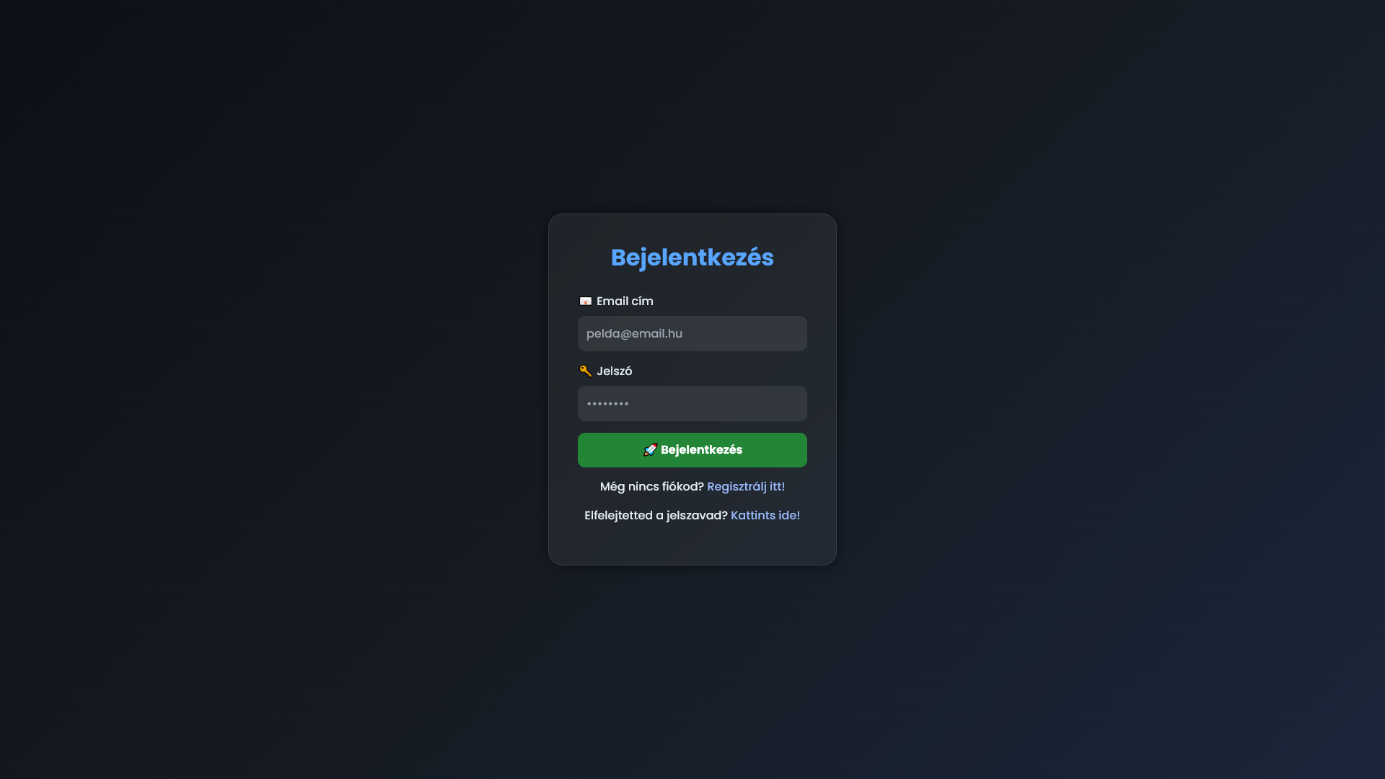 Bejelentkezés
📧 Email cím
pelda@email.hu
🔑 Jelszó
••••••••
🚀 Bejelentkezés
Még nincs fiókod? Regisztrálj itt!
Elfelejtetted a jelszavad? Kattints ide!